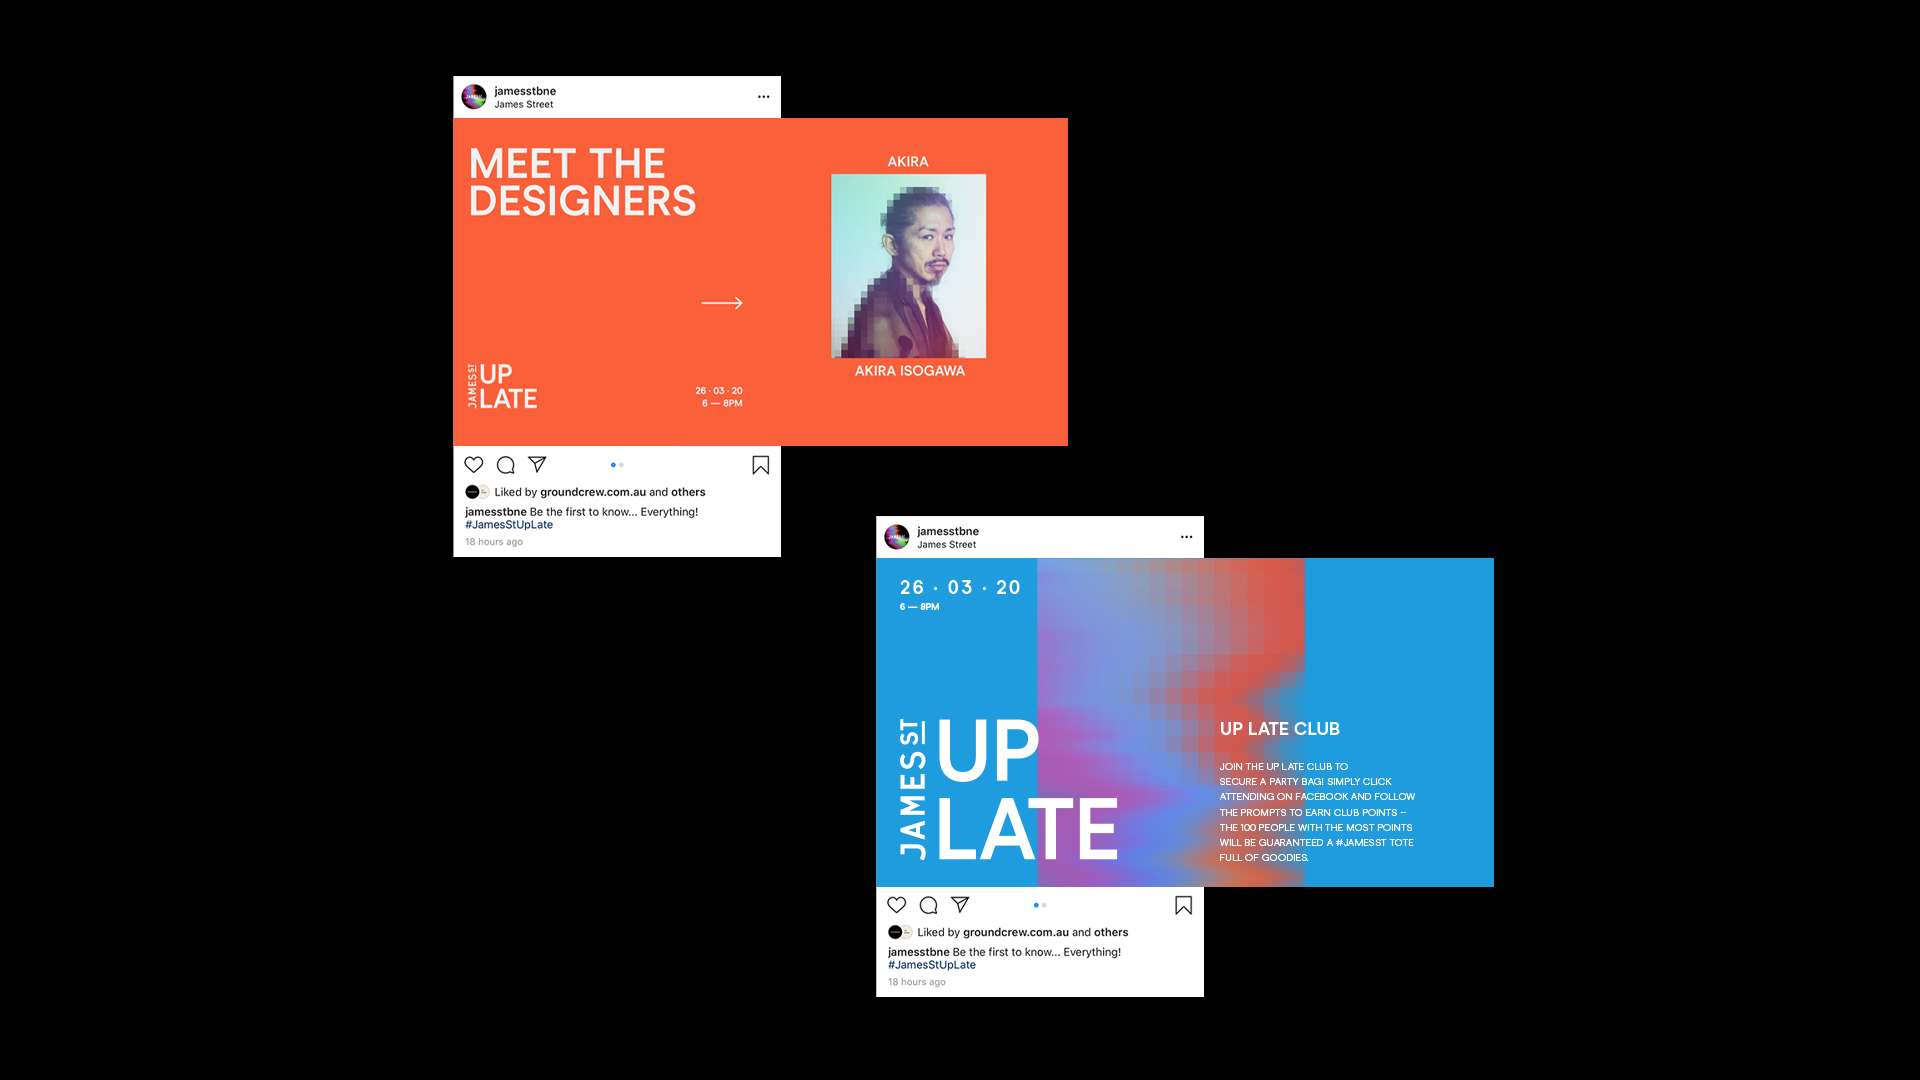 jamesstbne
James Street
MEET THE
DESIGNERS
JAMES ST
UP
LATE
26 · 03 · 20
6 — 8PM
AKIRA
AKIRA ISOGAWA
Liked by groundcrew.com.au and others
jamesstbne Be the first to know... Everything!
#JamesStUpLate
18 hours ago
jamesstbne
James Street
26 · 03 · 20
6 — 8PM
JAMES ST
UP
LATE
UP LATE CLUB
JOIN THE UP LATE CLUB TO
SECURE A PARTY BAG! SIMPLY CLICK
ATTENDING ON FACEBOOK AND FOLLOW
THE PROMPTS TO EARN CLUB POINTS –
THE 100 PEOPLE WITH THE MOST POINTS
WILL BE GUARANTEED A #JAMESST TOTE
FULL OF GOODIES.
Liked by groundcrew.com.au and others
jamesstbne Be the first to know... Everything!
#JamesStUpLate
18 hours ago